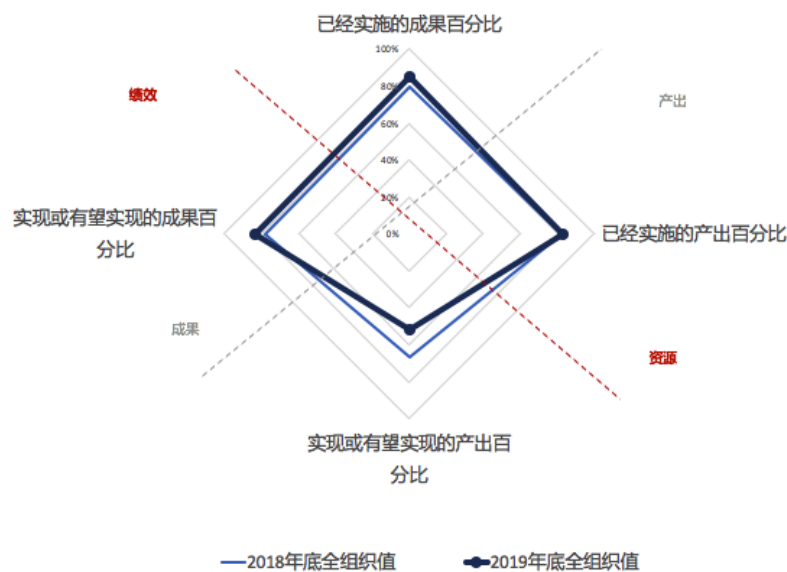 已经实施的成果百分比
100%
绩效
80%
产出
60%
40%
20%
实现或有望实现的成果百
分比
0%
已经实施的产出百分比
成果
资源
实现或有望实现的产出百
分比
2018年底全组织值
2019年底全组织值